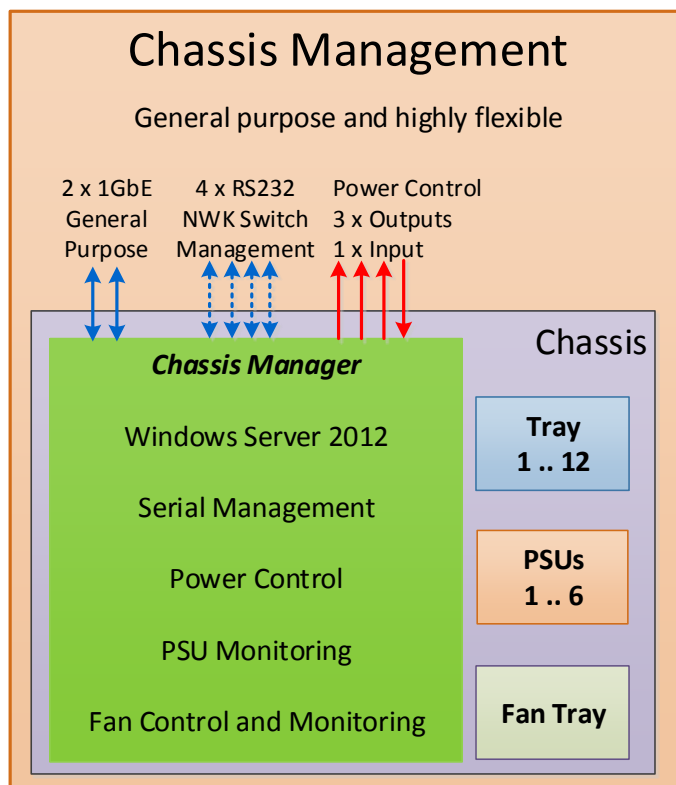 Chassis Management
General purpose and highly flexible
2 x 1GbE
General
Purpose
4 x RS232
NWK Switch
Management
Power Control
3 x Outputs
1 x Input
Chassis
Chassis Manager
Windows Server 2012
Serial Management
Power Control
PSU Monitoring
Fan Control and Monitoring
Tray
1 .. 12
PSUs
1 .. 6
Fan Tray